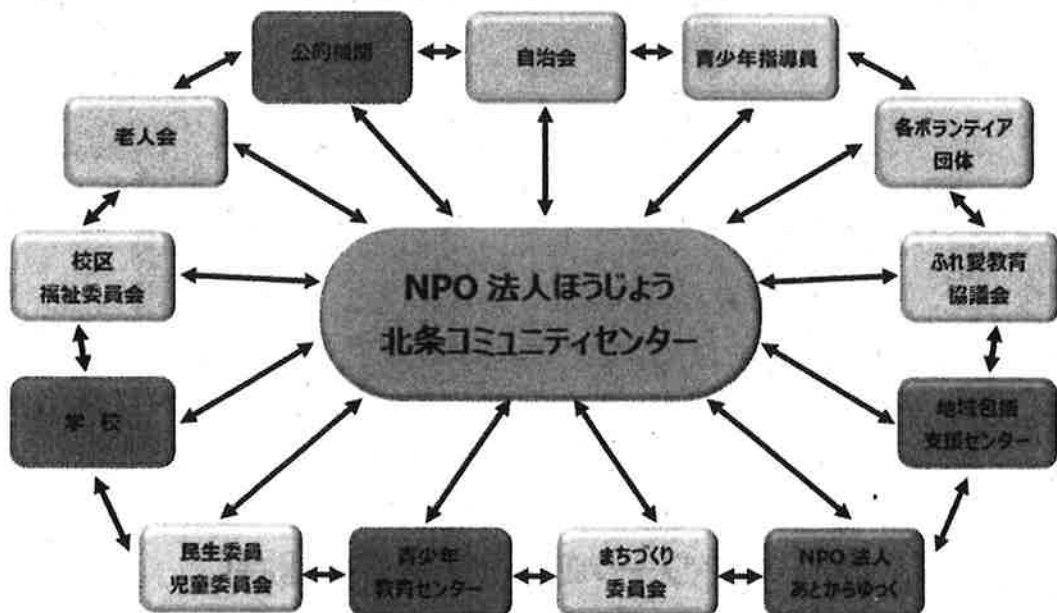 公的機関
自治会
青少年指導員
老人会
各ボランティア
団体
校区
福祉委員会
NPO 法人ほうじょう
北条コミュニティセンター
ふれ愛教育
協議会
学 校
地域包括
支援センター
民生委員
児童委員会
青少年
教育センター
まちづくり
委員会
NPO 法人
あとからゆっく